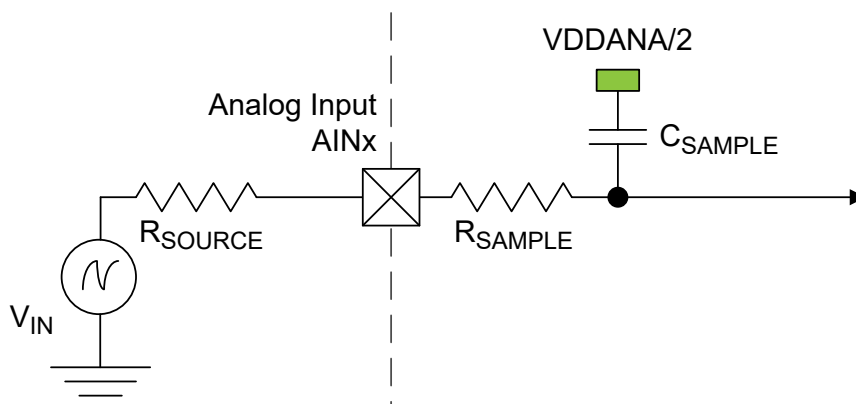 VDDANA/2
Analog Input
AINx
CSAMPLE
RSOURCE
RSAMPLE
VIN